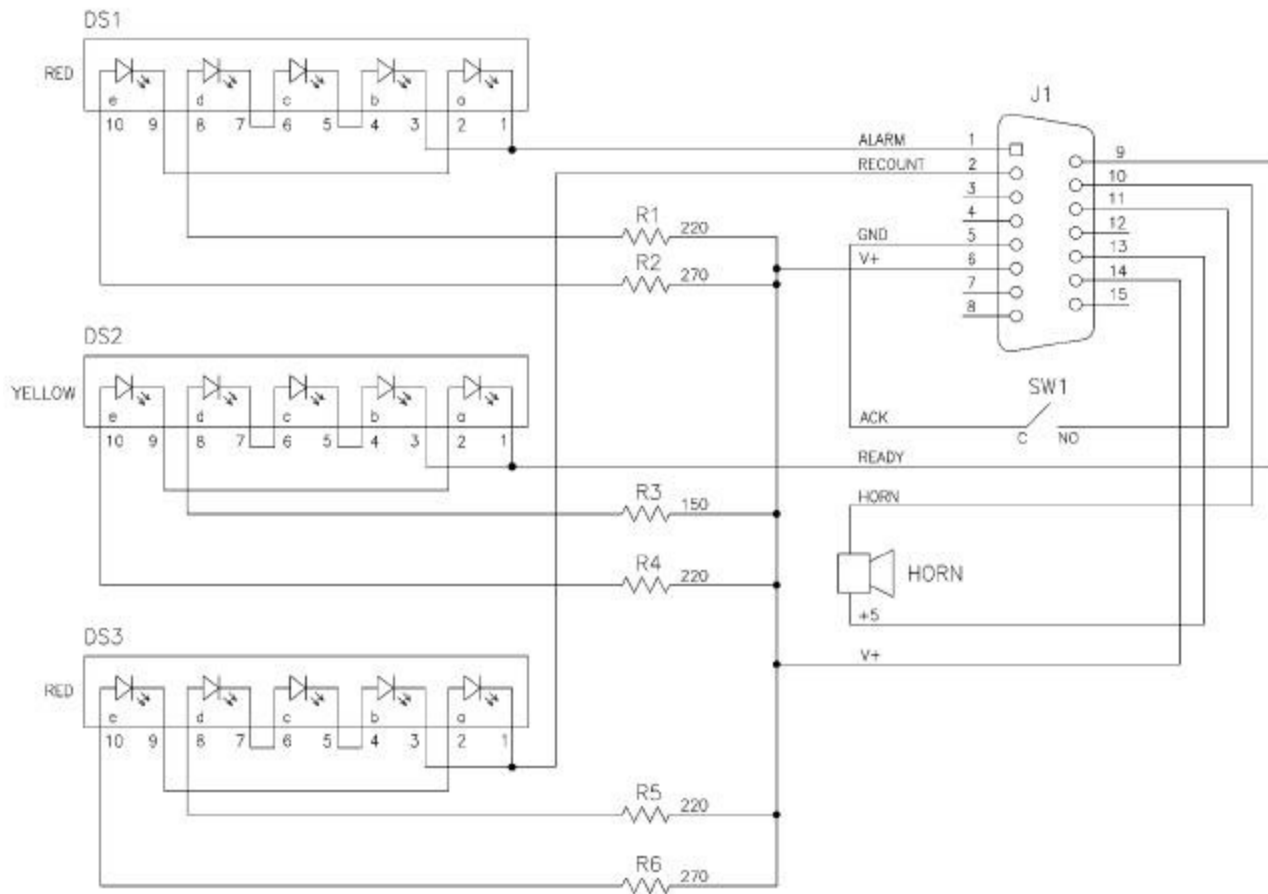 DS1
RED
e d c b a
10 9 8 7 6 5 4 3 2 1
J1
ALARM 1
RECOUNT 2
3
4
GND 5
V+ 6
7
8
9
10
11
12
13
14
15
R1 220
R2 270
DS2
YELLOW
e d c b a
10 9 8 7 6 5 4 3 2 1
SW1
ACK C NO
READY
R3 150
HORN
R4 220
HORN
+5
V+
DS3
RED
e d c b a
10 9 8 7 6 5 4 3 2 1
R5 220
R6 270